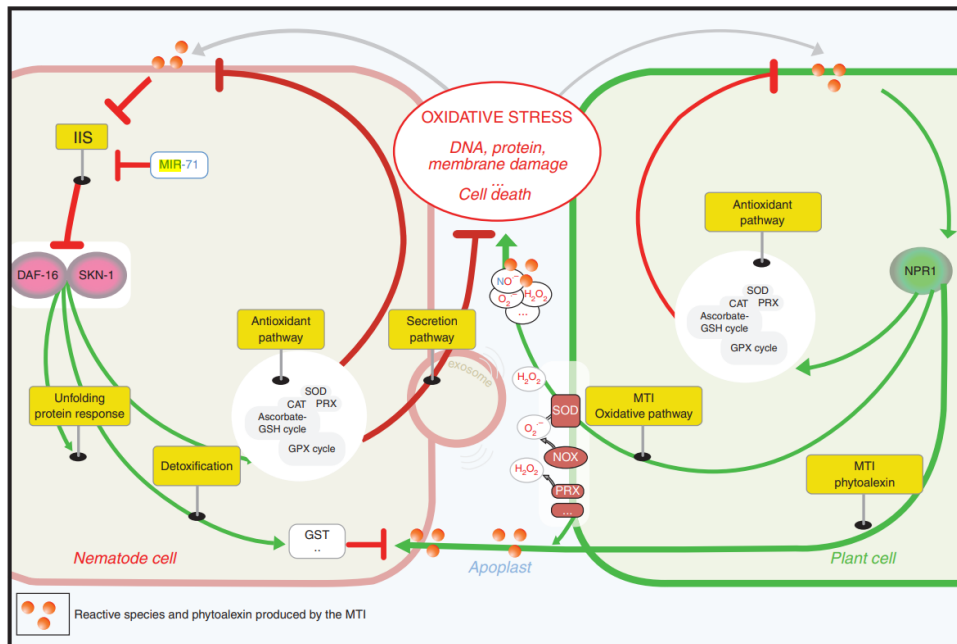 OXIDATIVE STRESS
DNA, protein,
membrane damage
...
Cell death
IIS
MIR-71
DAF-16
SKN-1
Antioxidant
pathway
SOD
CAT PRX
Ascorbate-
GSH cycle
GPX cycle
Secretion
pathway
exosome
Unfolding
protein response
Detoxification
GST
..
Nematode cell
NO·−
O2·−
H2O2
...
H2O2
SOD
O2·−
NOX
H2O2
PRX
...
Apoplast
Antioxidant
pathway
SOD
CAT PRX
Ascorbate-
GSH cycle
GPX cycle
NPR1
MTI
Oxidative pathway
MTI
phytoalexin
Plant cell
Reactive species and phytoalexin produced by the MTI